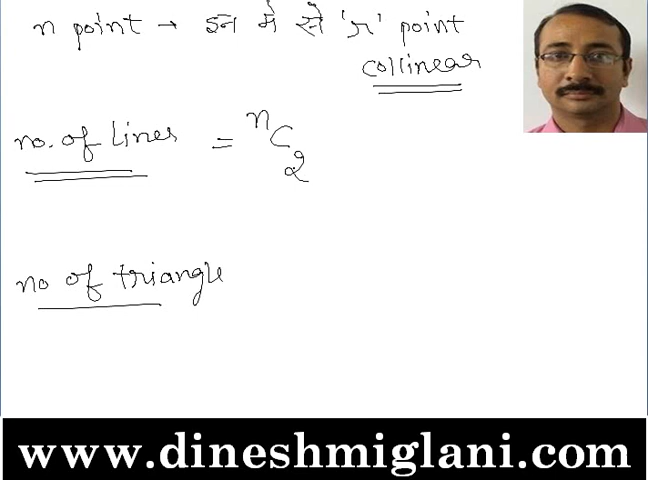 n point → इन में से 'r' point
collinear
no. of lines = ⁿC₂
no of triangle
www.dineshmiglani.com